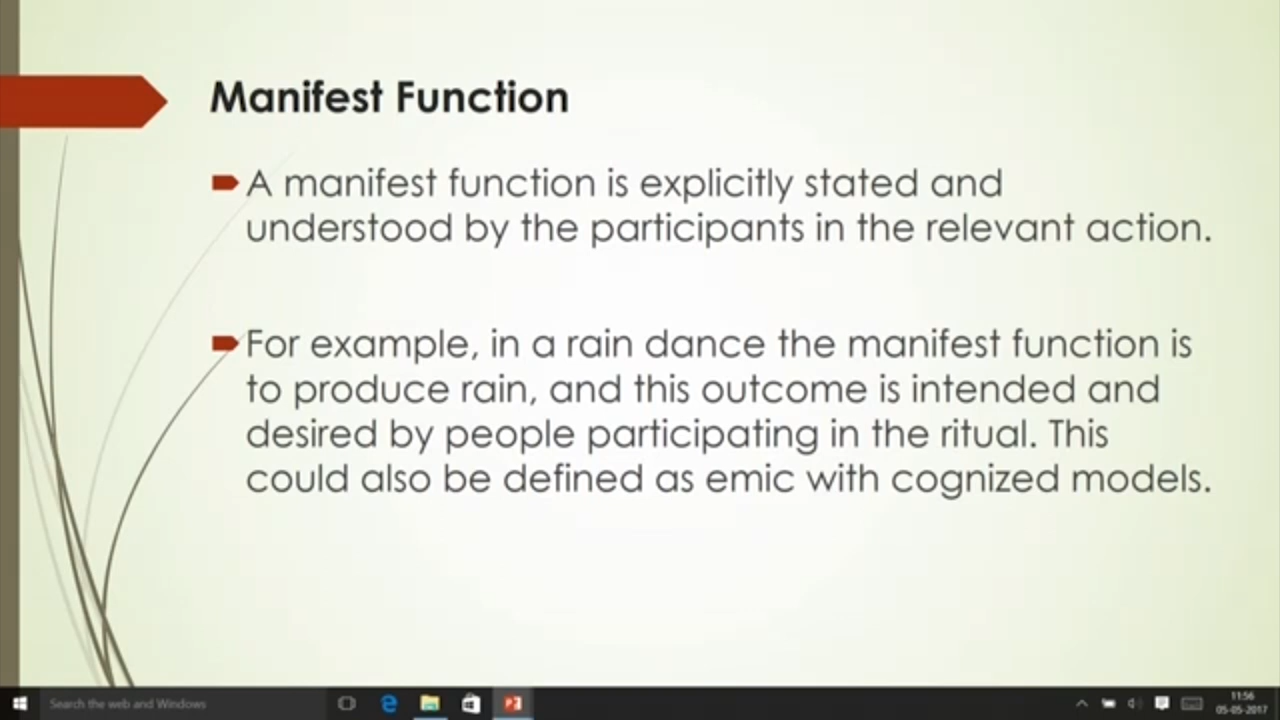 Manifest Function
A manifest function is explicitly stated and
understood by the participants in the relevant action.
For example, in a rain dance the manifest function is
to produce rain, and this outcome is intended and
desired by people participating in the ritual. This
could also be defined as emic with cognized models.
Search the web and Windows
11:56
05-05-2017